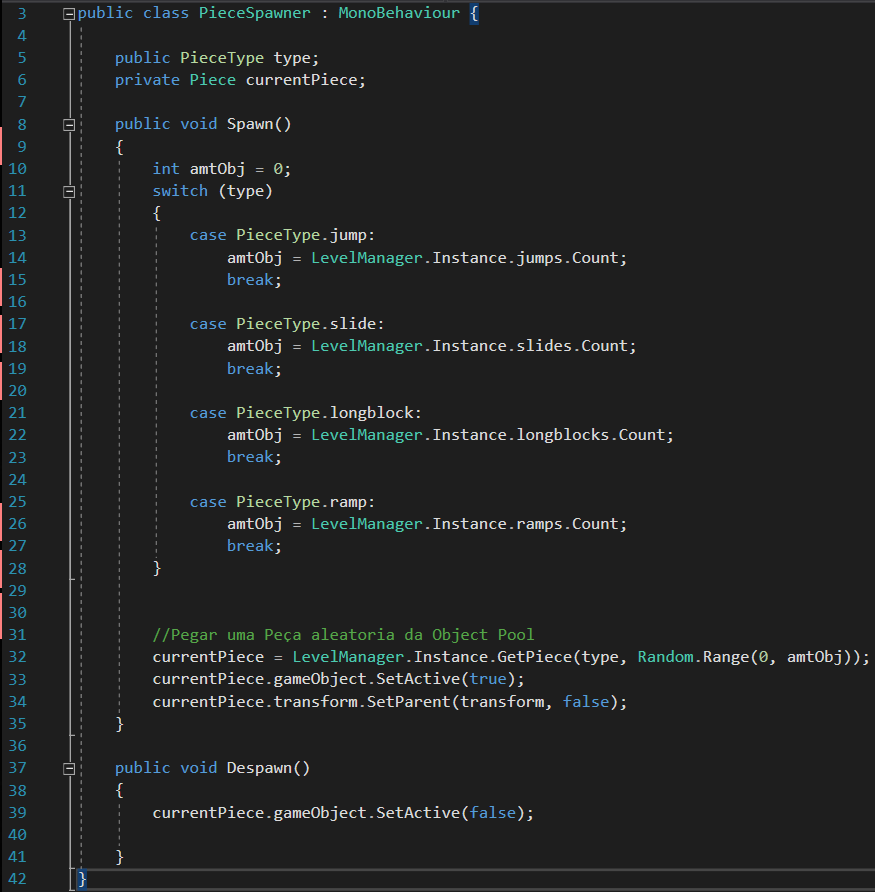 3 public class PieceSpawner : MonoBehaviour {
4
5     public PieceType type;
6     private Piece currentPiece;
7
8     public void Spawn()
9     {
10         int amtObj = 0;
11         switch (type)
12         {
13             case PieceType.jump:
14                 amtObj = LevelManager.Instance.jumps.Count;
15                 break;
16
17             case PieceType.slide:
18                 amtObj = LevelManager.Instance.slides.Count;
19                 break;
20
21             case PieceType.longblock:
22                 amtObj = LevelManager.Instance.longblocks.Count;
23                 break;
24
25             case PieceType.ramp:
26                 amtObj = LevelManager.Instance.ramps.Count;
27                 break;
28         }
29
30
31         //Pegar uma Peça aleatoria da Object Pool
32         currentPiece = LevelManager.Instance.GetPiece(type, Random.Range(0, amtObj));
33         currentPiece.gameObject.SetActive(true);
34         currentPiece.transform.SetParent(transform, false);
35     }
36
37     public void Despawn()
38     {
39         currentPiece.gameObject.SetActive(false);
40
41     }
42 }